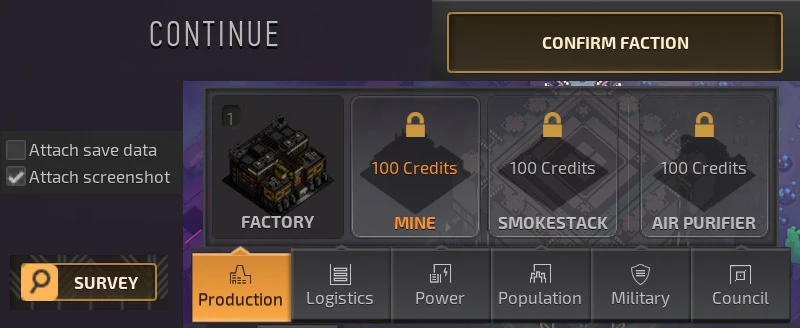 CONTINUE
CONFIRM FACTION
Attach save data
Attach screenshot
SURVEY
1
100 Credits
100 Credits
100 Credits
FACTORY
MINE
SMOKESTACK
AIR PURIFIER
Production
Logistics
Power
Population
Military
Council